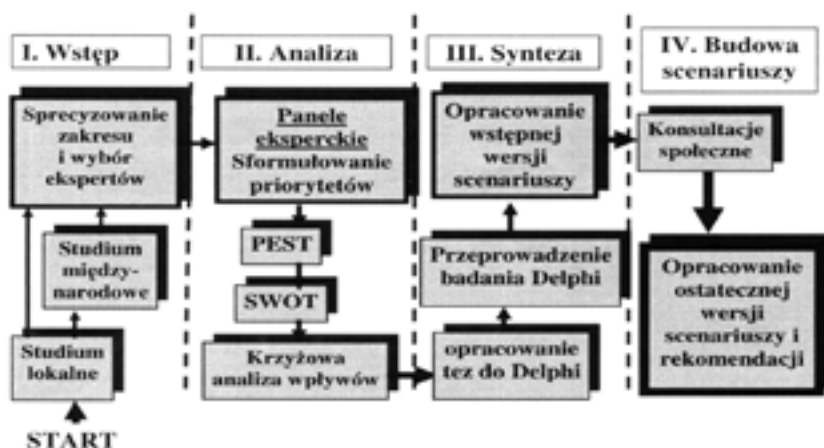 I. Wstęp
Sprecyzowanie
zakresu
i wybór
ekspertów
Studium
między-
narodowe
Studium
lokalne
START
II. Analiza
Panele
eksperckie
Sformułowanie
priorytetów
PEST
SWOT
Krzyżowa
analiza wpływów
III. Synteza
Opracowanie
wstępnej
wersji
scenariuszy
Przeprowadzenie
badania Delphi
opracowanie
tez do Delphi
IV. Budowa
scenariuszy
Konsultacje
społeczne
Opracowanie
ostatecznej
wersji
scenariuszy i
rekomendacji